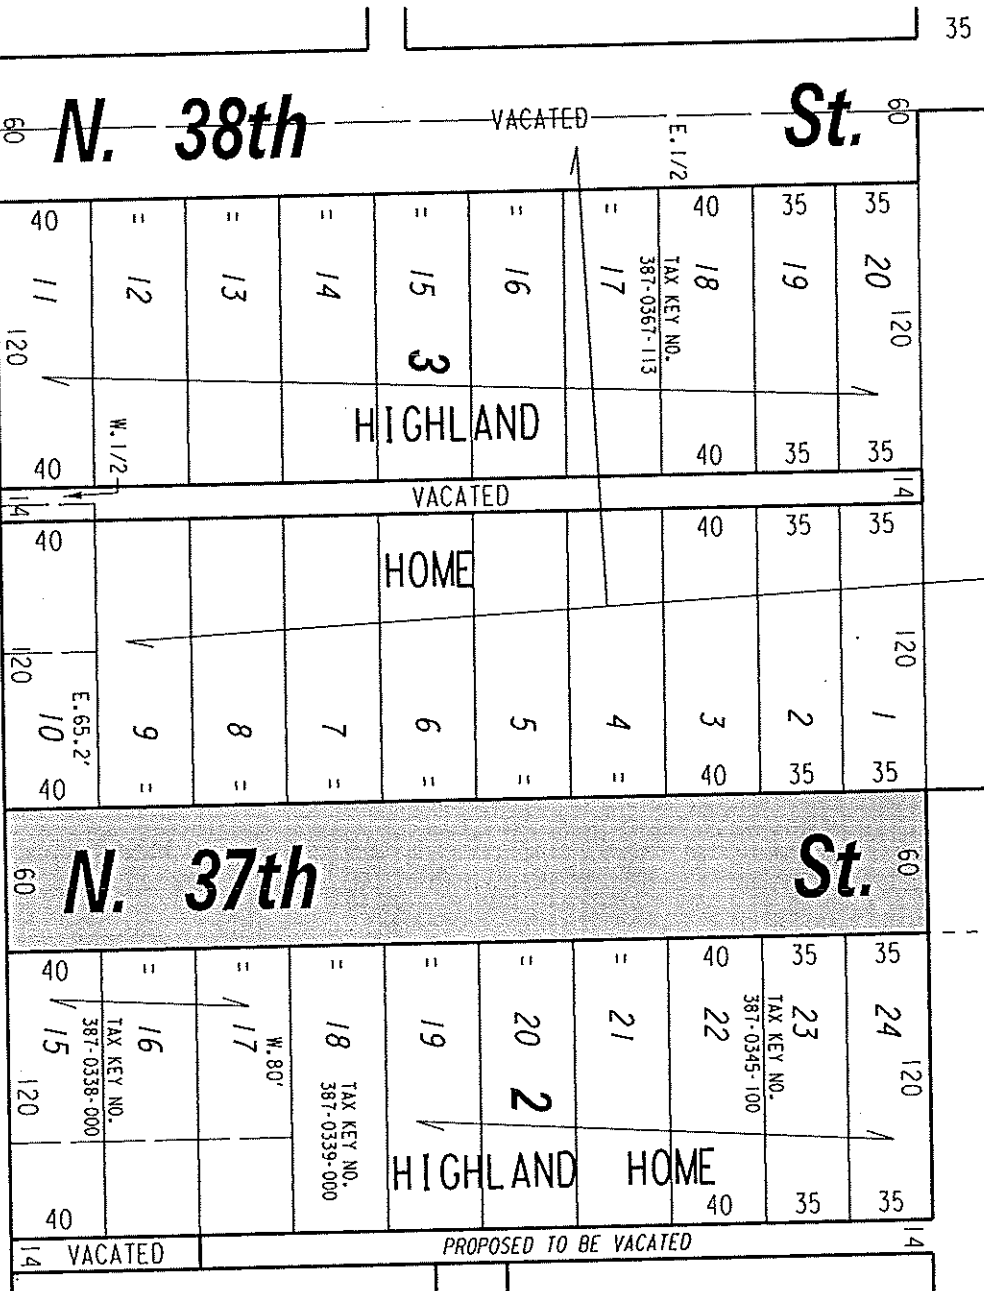 35
N. 38th VACATED St.
60 60
E. 1/2
40 " " " " " " 40 35 35
11 12 13 14 15 16 17 18 19 20
TAX KEY NO.
387-0367-113
120 120
3
HIGHLAND
W. 1/2
40 40 35 35
14 VACATED 14
40 40 35 35
HOME
120 120
E. 65.2'
10 9 8 7 6 5 4 3 2 1
40 " " " " " " 40 35 35
N. 37th St.
60 60
40 " " " " " " 40 35 35
15 16 17 18 19 20 21 22 23 24
TAX KEY NO.
387-0338-000
W. 80'
TAX KEY NO.
387-0339-000
TAX KEY NO.
387-0345-100
120 120
2
HIGHLAND HOME
40 40 35 35
14 VACATED PROPOSED TO BE VACATED 14